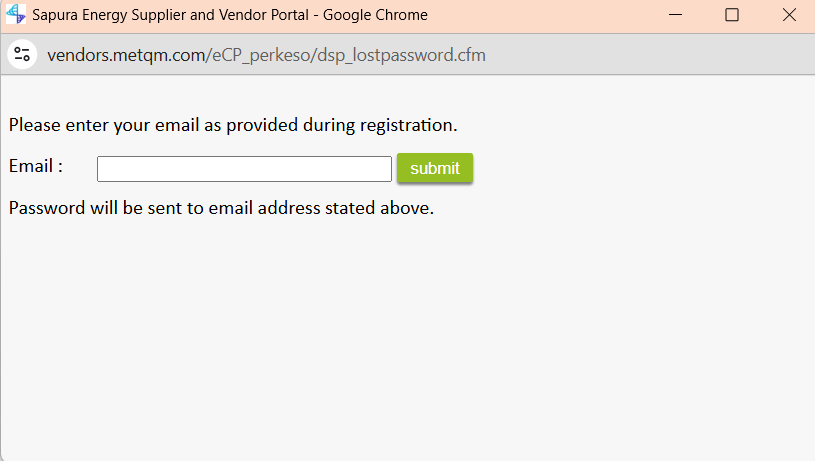 Sapura Energy Supplier and Vendor Portal - Google Chrome
vendors.metqm.com/eCP_perkeso/dsp_lostpassword.cfm
Please enter your email as provided during registration.
Email : submit
Password will be sent to email address stated above.